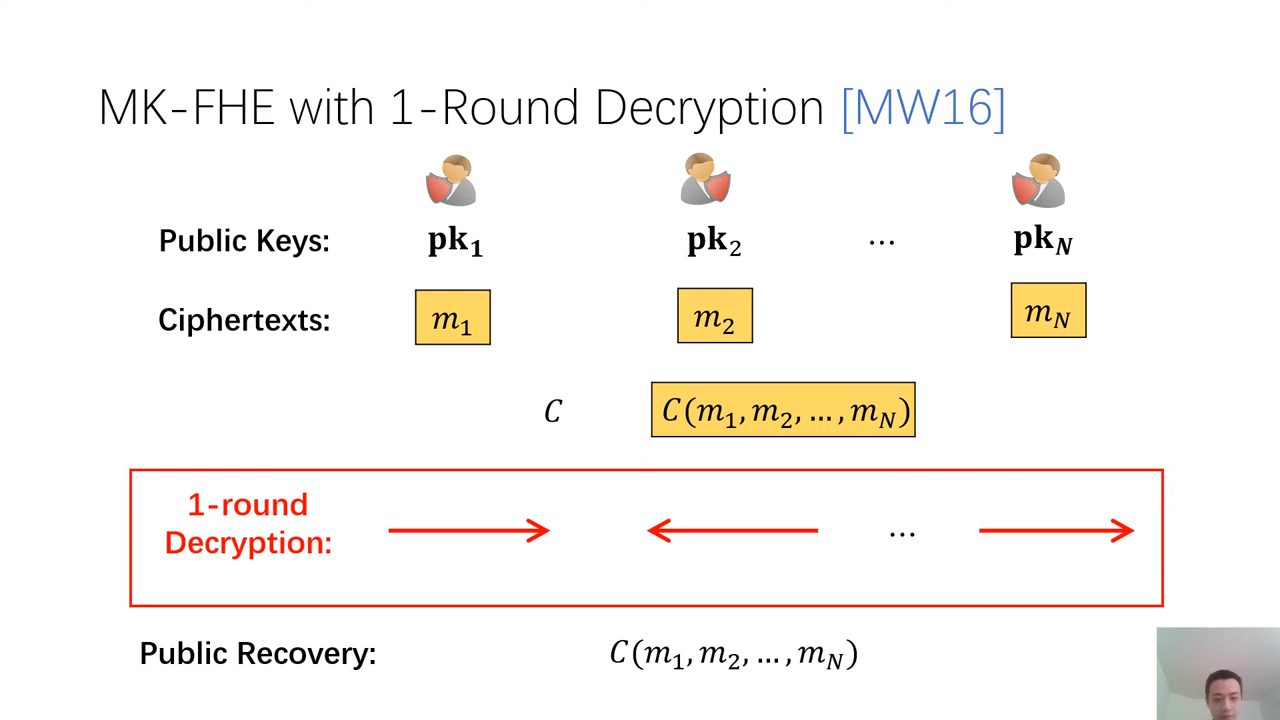 MK-FHE with 1-Round Decryption [MW16]
Public Keys: pk₁ pk₂ … pk_N
Ciphertexts: m₁ m₂ m_N
C C(m₁, m₂, …, m_N)
1-round
Decryption: …
Public Recovery: C(m₁, m₂, …, m_N)